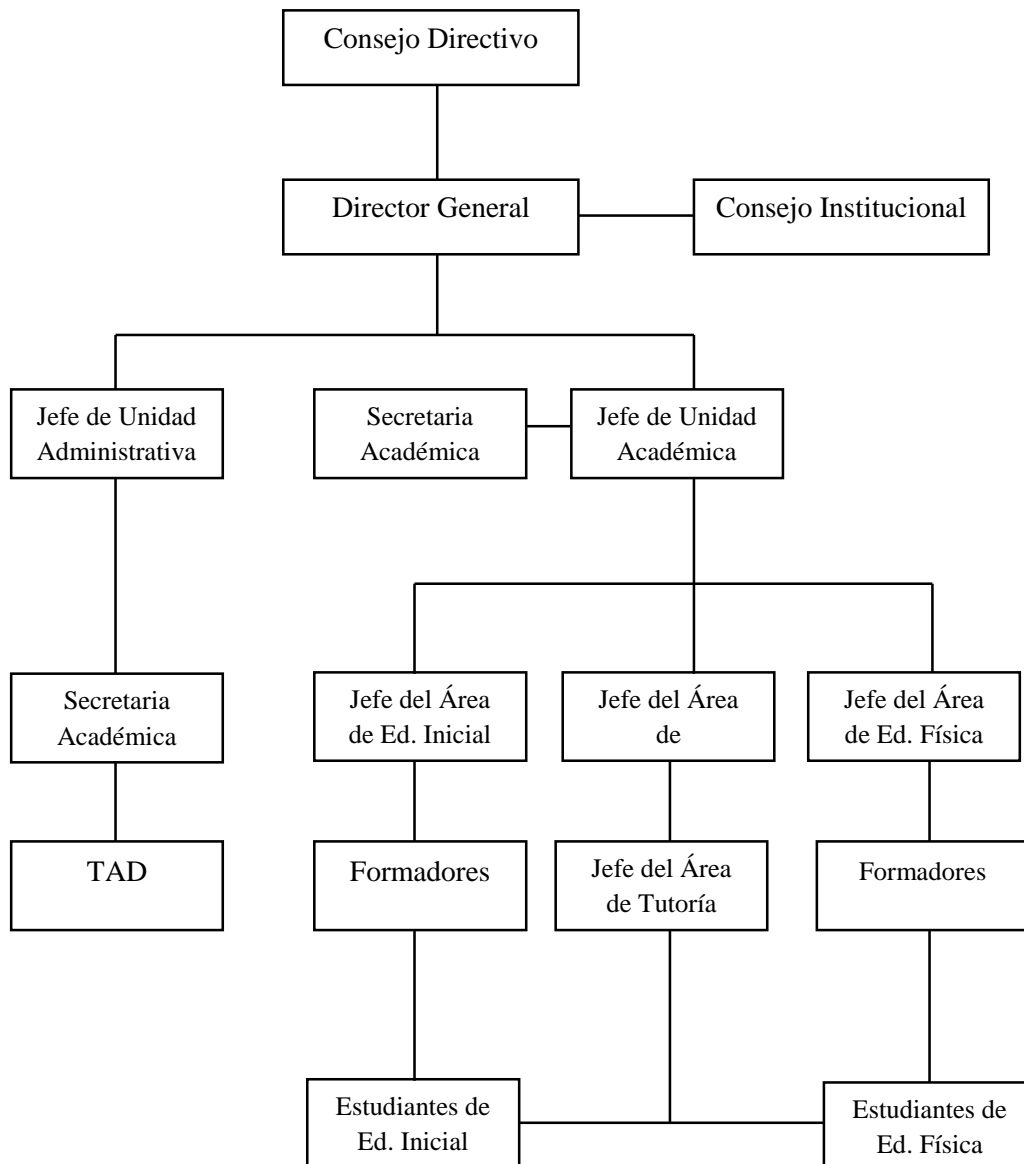 Consejo Directivo
Director General
Consejo Institucional
Jefe de Unidad
Administrativa
Secretaria
Académica
Jefe de Unidad
Académica
Secretaria
Académica
Jefe del Área
de Ed. Inicial
Jefe del Área
de
Jefe del Área
de Ed. Física
TAD
Formadores
Jefe del Área
de Tutoría
Formadores
Estudiantes de
Ed. Inicial
Estudiantes de
Ed. Física